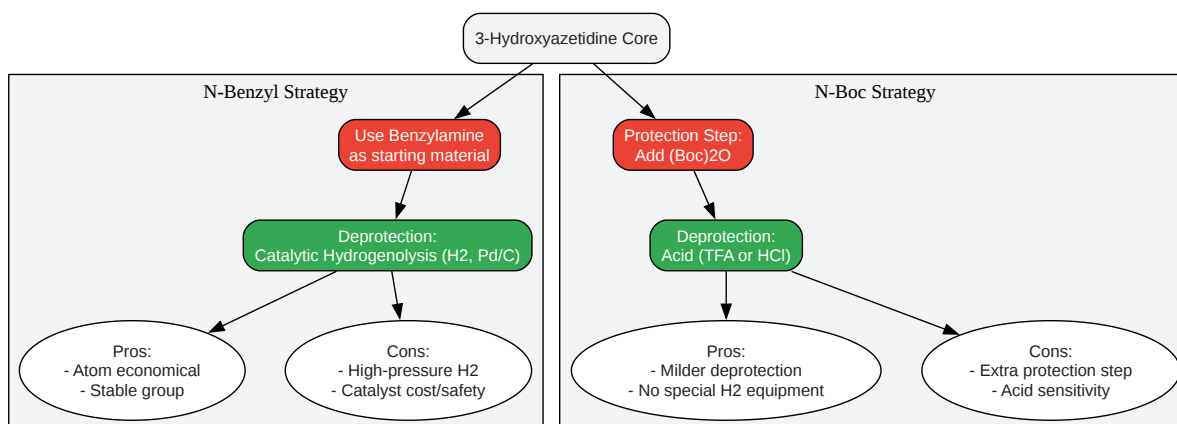 3-Hydroxyazetidine Core
N-Benzyl Strategy
Use Benzylamine
as starting material
Deprotection:
Catalytic Hydrogenolysis (H2, Pd/C)
Pros:
- Atom economical
- Stable group
Cons:
- High-pressure H2
- Catalyst cost/safety
N-Boc Strategy
Protection Step:
Add (Boc)2O
Deprotection:
Acid (TFA or HCl)
Pros:
- Milder deprotection
- No special H2 equipment
Cons:
- Extra protection step
- Acid sensitivity